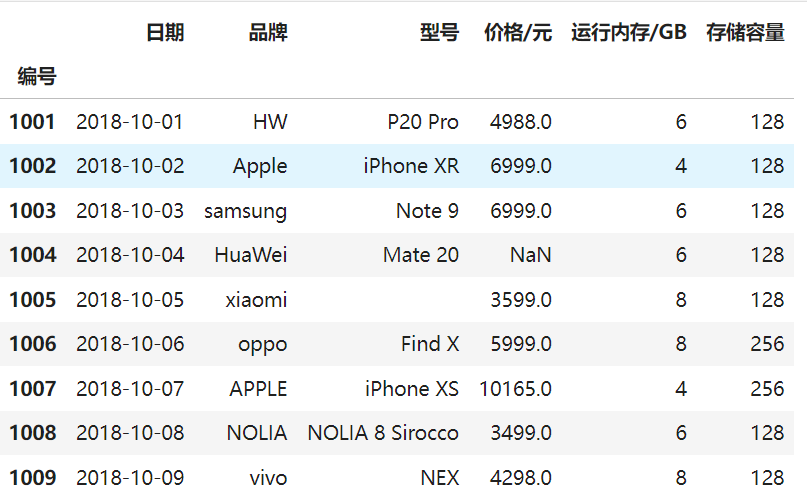 日期 品牌 型号 价格/元 运行内存/GB 存储容量
编号
1001 2018-10-01 HW P20 Pro 4988.0 6 128
1002 2018-10-02 Apple iPhone XR 6999.0 4 128
1003 2018-10-03 samsung Note 9 6999.0 6 128
1004 2018-10-04 HuaWei Mate 20 NaN 6 128
1005 2018-10-05 xiaomi 3599.0 8 128
1006 2018-10-06 oppo Find X 5999.0 8 256
1007 2018-10-07 APPLE iPhone XS 10165.0 4 256
1008 2018-10-08 NOLIA NOLIA 8 Sirocco 3499.0 6 128
1009 2018-10-09 vivo NEX 4298.0 8 128